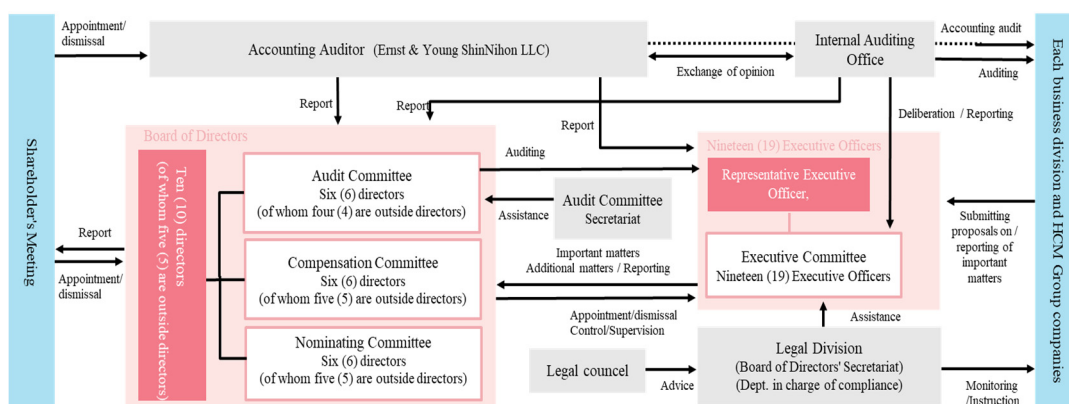 Appointment/
dismissal
Accounting Auditor (Ernst & Young ShinNihon LLC)
Internal Auditing
Office
Accounting audit
Exchange of opinion
Auditing
Shareholder's Meeting
Each business division and HCM Group companies
Report
Report
Report
Deliberation / Reporting
Board of Directors
Ten (10) directors
(of whom five (5) are outside directors)
Audit Committee
Six (6) directors
(of whom four (4) are outside directors)
Auditing
Assistance
Audit Committee
Secretariat
Nineteen (19) Executive Officers
Representative Executive
Officer,
Executive Committee
Nineteen (19) Executive Officers
Submitting
proposals on /
reporting of
important
matters
Report
Appointment/
dismissal
Compensation Committee
Six (6) directors
(of whom five (5) are outside directors)
Important matters
Additional matters / Reporting
Appointment/dismissal
Control/Supervision
Assistance
Nominating Committee
Six (6) directors
(of whom five (5) are outside directors)
Legal councel
Advice
Legal Division
(Board of Directors' Secretariat)
(Dept. in charge of compliance)
Monitoring
/Instruction